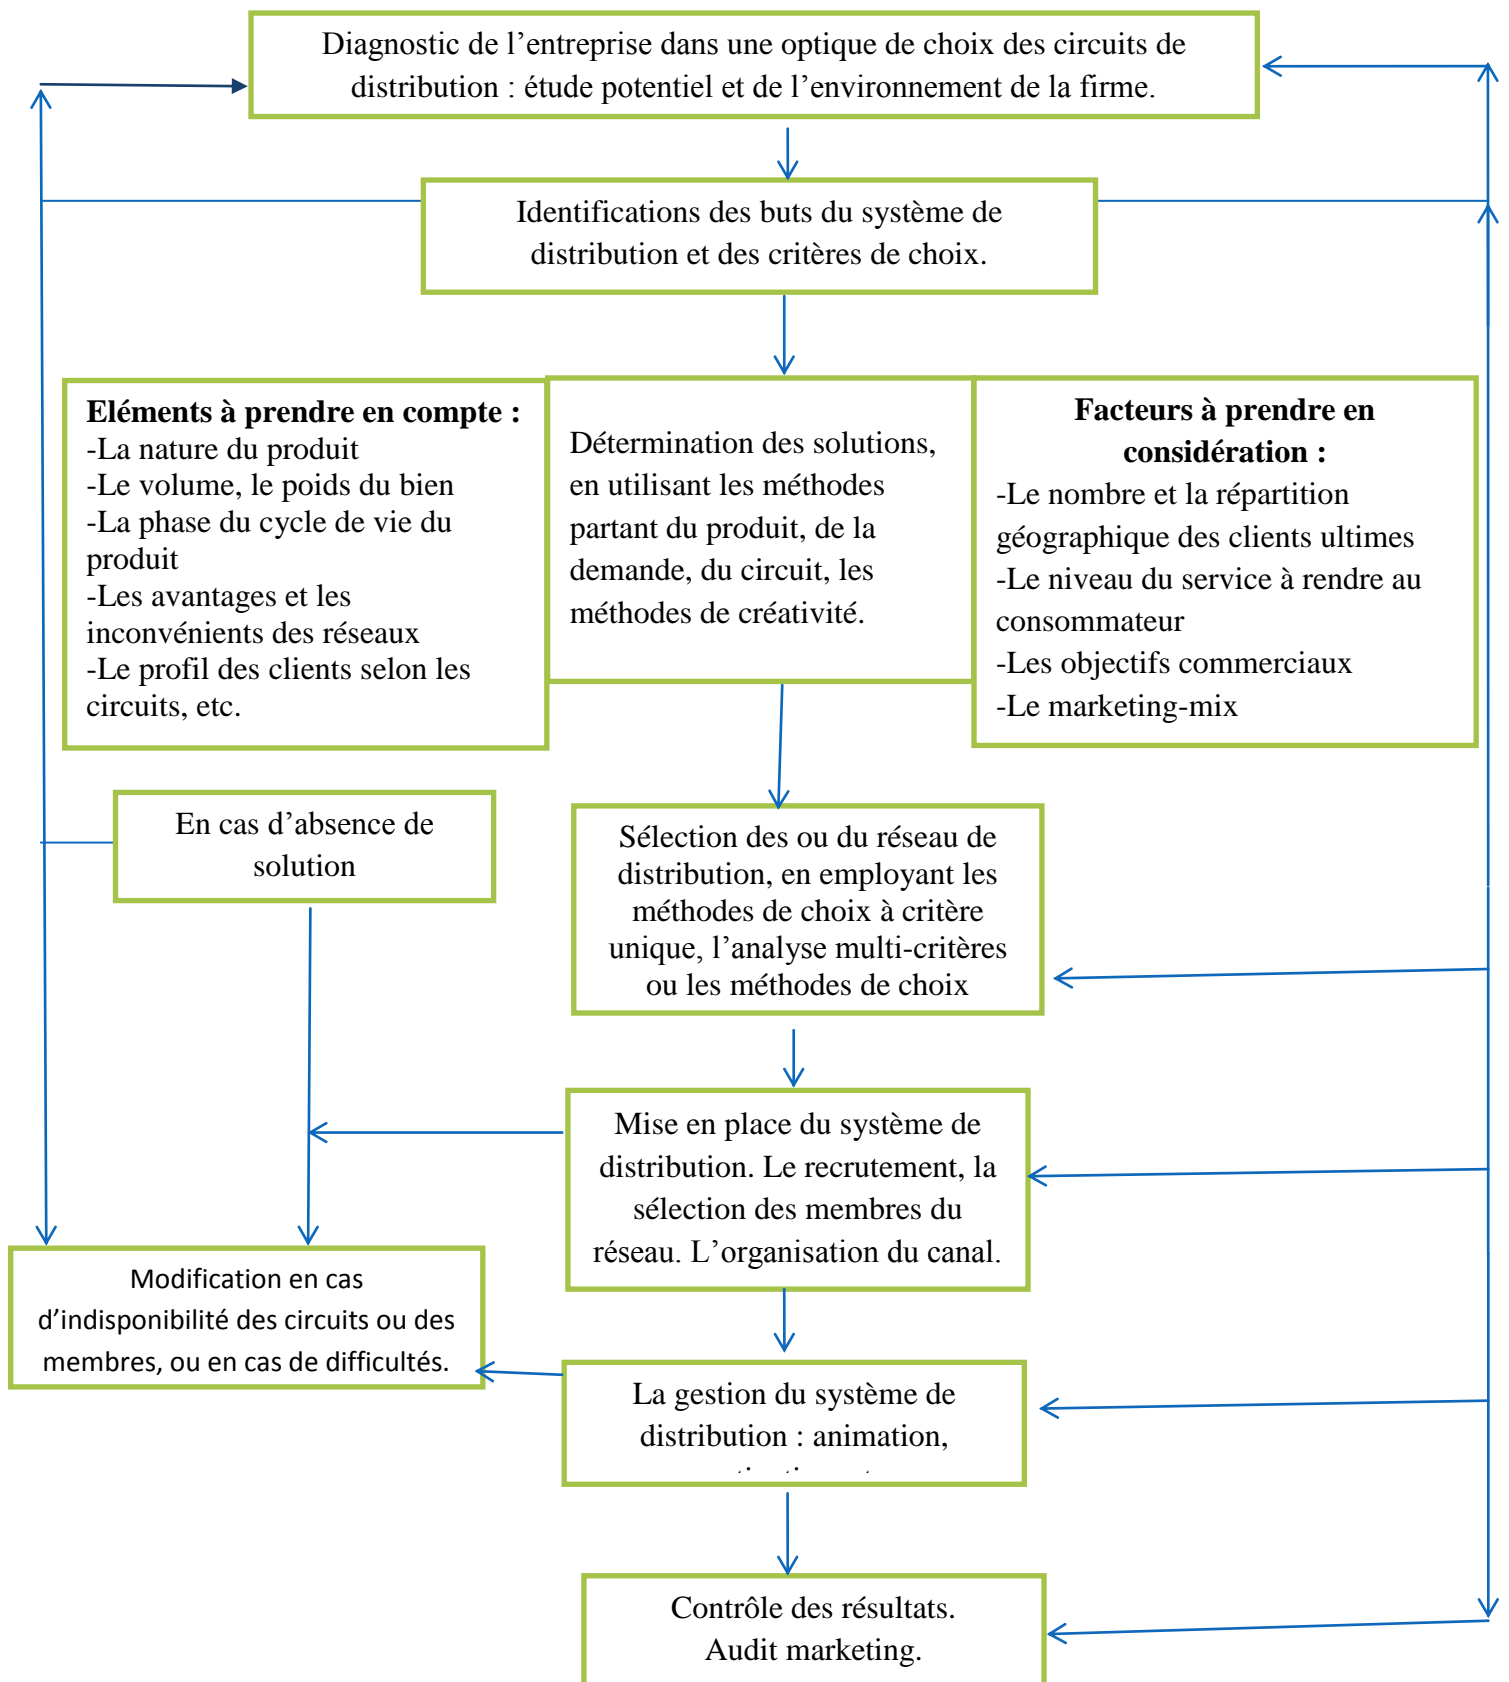 Diagnostic de l’entreprise dans une optique de choix des circuits de
distribution : étude potentiel et de l’environnement de la firme.
Identifications des buts du système de
distribution et des critères de choix.
Eléments à prendre en compte :
-La nature du produit
-Le volume, le poids du bien
-La phase du cycle de vie du
produit
-Les avantages et les
inconvénients des réseaux
-Le profil des clients selon les
circuits, etc.
Détermination des solutions,
en utilisant les méthodes
partant du produit, de la
demande, du circuit, les
méthodes de créativité.
Facteurs à prendre en
considération :
-Le nombre et la répartition
géographique des clients ultimes
-Le niveau du service à rendre au
consommateur
-Les objectifs commerciaux
-Le marketing-mix
En cas d’absence de
solution
Sélection des ou du réseau de
distribution, en employant les
méthodes de choix à critère
unique, l’analyse multi-critères
ou les méthodes de choix
Mise en place du système de
distribution. Le recrutement, la
sélection des membres du
réseau. L’organisation du canal.
Modification en cas
d’indisponibilité des circuits ou des
membres, ou en cas de difficultés.
La gestion du système de
distribution : animation,
Contrôle des résultats.
Audit marketing.